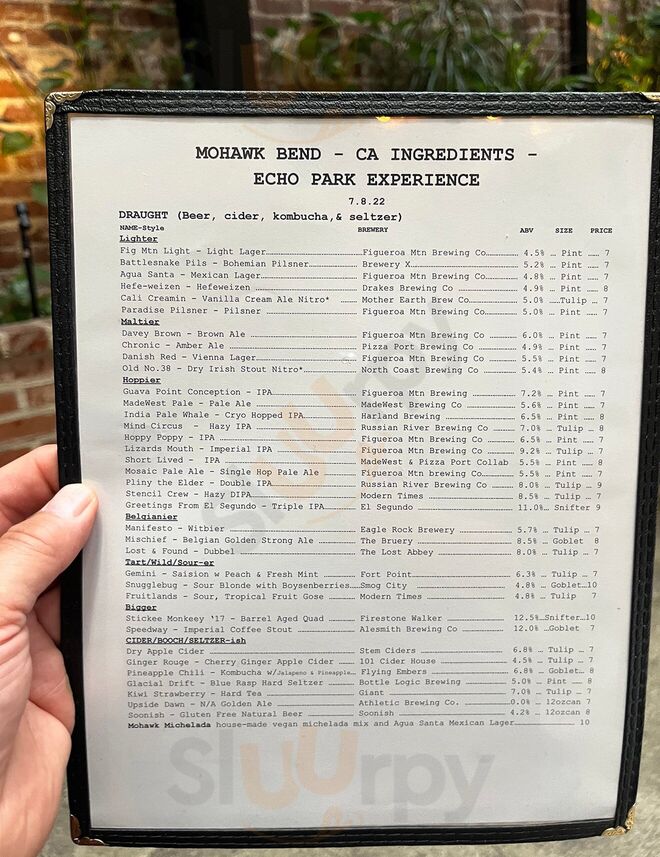 MOHAWK BEND - CA INGREDIENTS -
ECHO PARK EXPERIENCE
7.8.22
DRAUGHT (Beer, cider, kombucha,& seltzer)
NAME-Style BREWERY ABV SIZE PRICE
Lighter
Fig Mtn Light - Light Lager Figueroa Mtn Brewing Co 4.5% … Pint 7
Battlesnake Pils - Bohemian Pilsner Brewery X 5.2% … Pint 7
Agua Santa - Mexican Lager Figueroa Mtn Brewing Co 4.8% … Pint 7
Hefe-weizen - Hefeweizen Drakes Brewing Co 4.9% … Pint 8
Cali Creamin - Vanilla Cream Ale Nitro* Mother Earth Brew Co 5.0% Tulip … 7
Paradise Pilsner - Pilsner Figueroa Mtn Brewing Co 5.0% … Pint 7
Maltier
Davey Brown - Brown Ale Figueroa Mtn Brewing Co 6.0% … Pint 7
Chronic - Amber Ale Pizza Port Brewing Co 4.9% … Pint 7
Danish Red - Vienna Lager Figueroa Mtn Brewing Co 5.5% … Pint 7
Old No.38 - Dry Irish Stout Nitro* North Coast Brewing Co 5.4% … Pint 8
Hoppier
Guava Point Conception - IPA Figueroa Mtn Brewing 7.2% … Pint 7
MadeWest Pale - Pale Ale MadeWest Brewing Co 5.6% … Pint 7
India Pale Whale - Cryo Hopped IPA Harland Brewing 6.5% … Pint 8
Mind Circus - Hazy IPA Russian River Brewing Co 7.0% … Tulip … 8
Hoppy Poppy - IPA Figueroa Mtn Brewing Co 6.5% … Pint 7
Lizards Mouth - Imperial IPA Figueroa Mtn Brewing Co 9.2% … Tulip … 7
Short Lived - IPA MadeWest & Pizza Port Collab 5.5% … Pint 8
Mosaic Pale Ale - Single Hop Pale Ale Figueroa Mtn brewing Co 5.5% … Pint 7
Pliny the Elder - Double IPA Russian River Brewing Co 8.0% … Tulip … 9
Stencil Crew - Hazy DIPA Modern Times 8.5% … Tulip … 7
Greetings From El Segundo - Triple IPA El Segundo 11.0% Snifter 9
Belgianier
Manifesto - Witbier Eagle Rock Brewery 5.7% … Tulip … 7
Mischief - Belgian Golden Strong Ale The Bruery 8.5% … Goblet 8
Lost & Found - Dubbel The Lost Abbey 8.0% … Tulip … 7
Tart/Wild/Sour-er
Gemini - Saision w Peach & Fresh Mint Fort Point 6.3% … Tulip … 7
Snugglebug - Sour Blonde with Boysenberries Smog City 4.8% … Goblet…10
Fruitlands - Sour, Tropical Fruit Gose Modern Times 4.8% … Tulip 7
Bigger
Stickee Monkeey '17 - Barrel Aged Quad Firestone Walker 12.5%…Snifter…10
Speedway - Imperial Coffee Stout Alesmith Brewing Co 12.0% …Goblet 7
CIDER/BOOCH/SELTZER-ish
Dry Apple Cider Stem Ciders 6.8% … Tulip … 7
Ginger Rouge - Cherry Ginger Apple Cider 101 Cider House 4.5% … Tulip … 7
Pineapple Chili - Kombucha w/Jalapeno & Pineapple Flying Embers 6.8% … Goblet… 8
Glacial Drift - Blue Rasp Hard Seltzer Bottle Logic Brewing 5.0% … Pint 8
Kiwi Strawberry - Hard Tea Giant 7.0% … Tulip … 7
Upside Dawn - N/A Golden Ale Athletic Brewing Co. 0.0% … 12ozcan 7
Soonish - Gluten Free Natural Beer Soonish 4.2% … 12ozcan 8
Mohawk Michelada house-made vegan michelada mix and Agua Santa Mexican Lager 10
Sluurpy